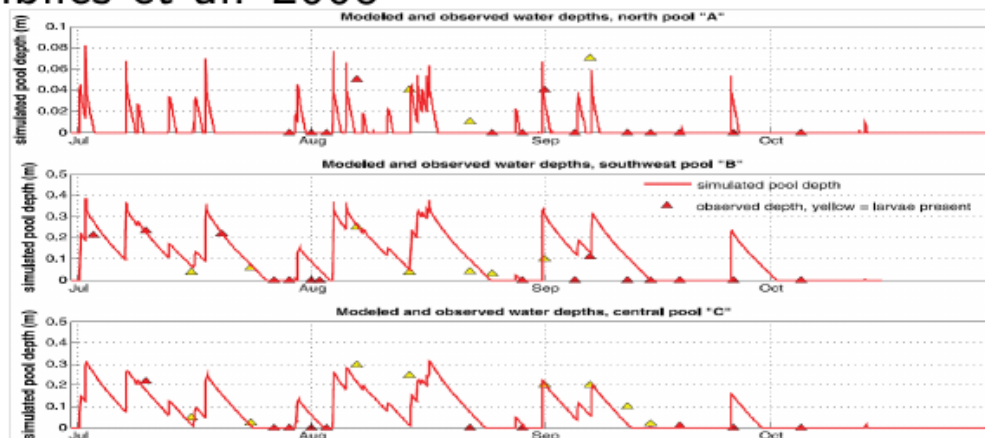 Modeled and observed water depths, north pool "A"
simulated pool depth (m)
0.1
0.08
0.06
0.04
0.02
0
Jul
Aug
Sep
Oct
Modeled and observed water depths, southwest pool "B"
simulated pool depth (m)
0.5
0.4
0.3
0.2
0.1
0
simulated pool depth
observed depth, yellow = larvae present
Jul
Aug
Sep
Oct
Modeled and observed water depths, central pool "C"
simulated pool depth (m)
0.5
0.4
0.3
0.2
0.1
0
Jul
Aug
Sep
Oct